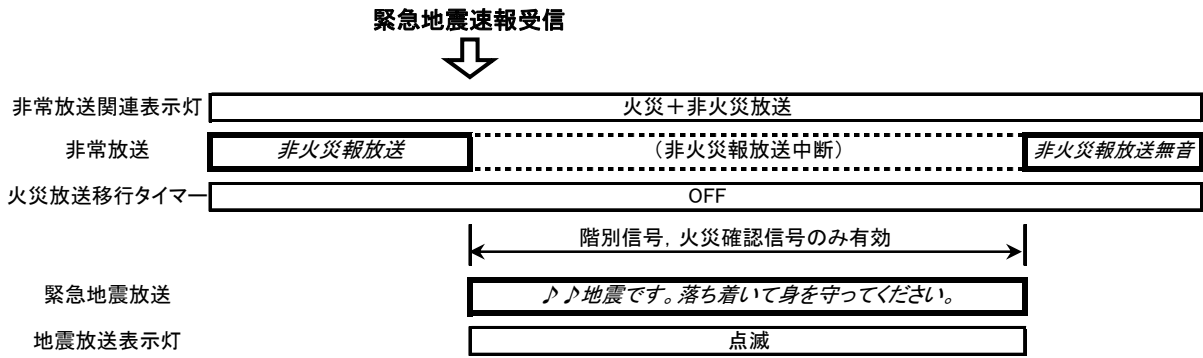 緊急地震速報受信
非常放送関連表示灯 火災+非火災放送
非常放送 非火災報放送 (非火災報放送中断) 非火災報放送無音
火災放送移行タイマー OFF
階別信号, 火災確認信号のみ有効
緊急地震放送 ♪♪地震です。落ち着いて身を守ってください。
地震放送表示灯 点滅